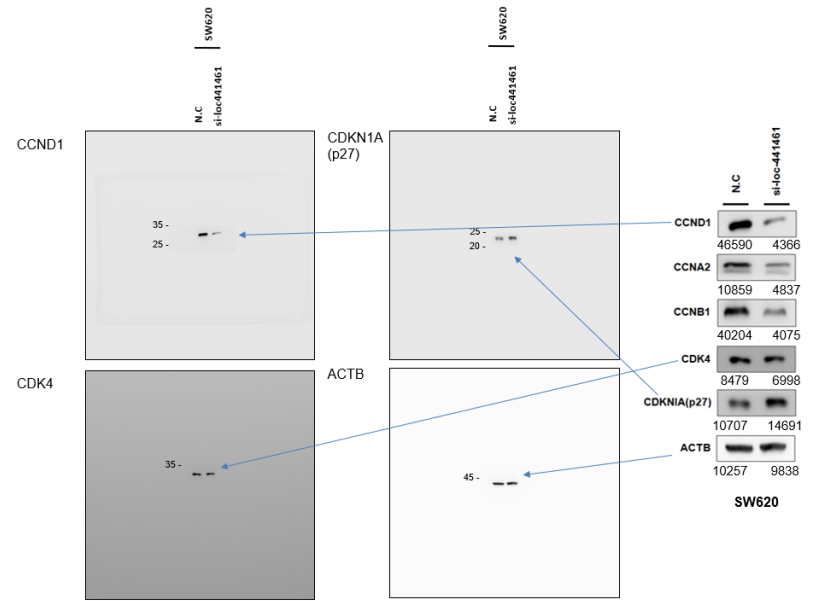 SW620
SW620
N.C
si-loc441461
N.C
si-loc441461
CCND1
35 -
25 -
CDKN1A
(p27)
25 -
20 -
CDK4
35 -
ACTB
45 -
N.C
si-loc-441461
CCND1
46590 4366
CCNA2
10859 4837
CCNB1
40204 4075
CDK4
8479 6998
CDKNIA(p27)
10707 14691
ACTB
10257 9838
SW620